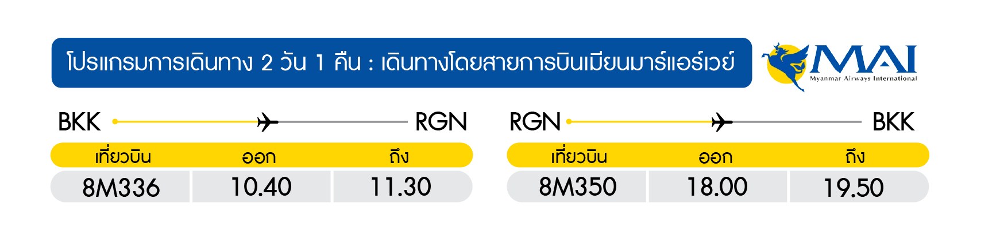 โปรแกรมการเดินทาง 2 วัน 1 คืน : เดินทางโดยสายการบินเมียนมาร์แอร์เวย์
MAI
Myanmar Airways International
BKK RGN
เที่ยวบิน ออก ถึง
8M336 10.40 11.30
RGN BKK
เที่ยวบิน ออก ถึง
8M350 18.00 19.50